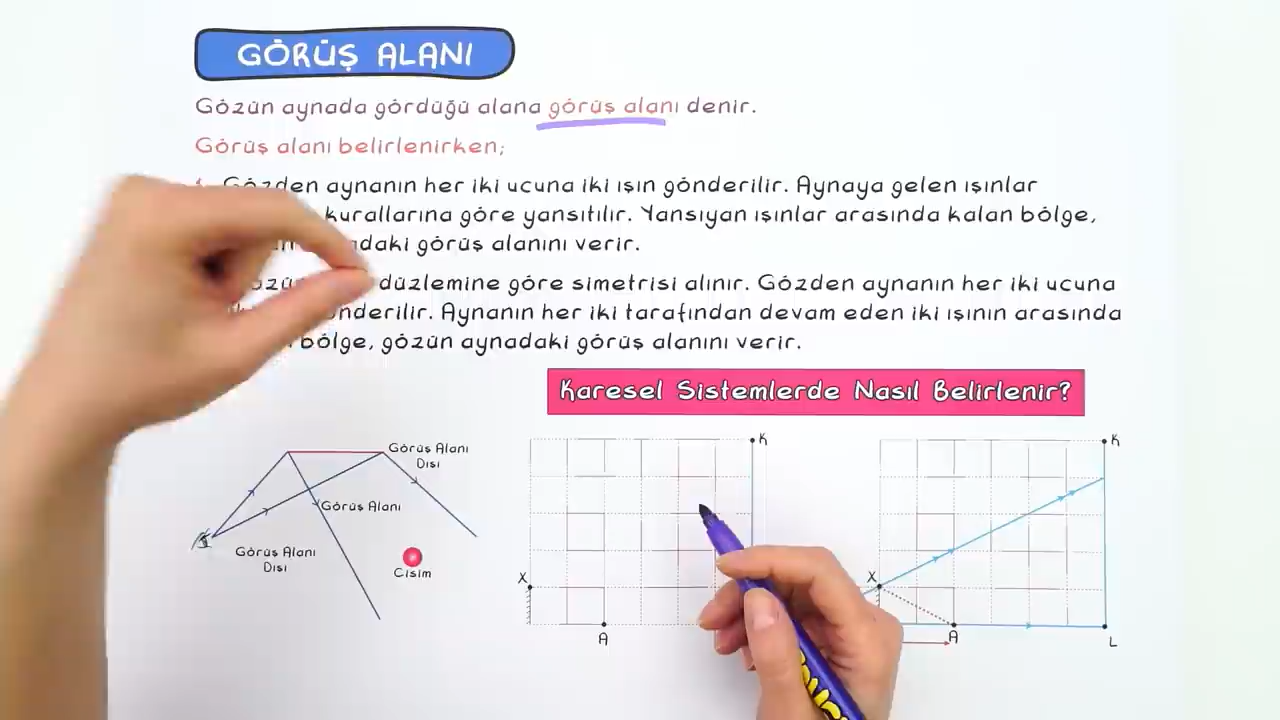 GÖRÜŞ ALANI
Gözün aynada gördüğü alana görüş alanı denir.
Görüş alanı belirlenirken;
Gözden aynanın her iki ucuna iki ışın gönderilir. Aynaya gelen ışınlar
kurallarına göre yansıtılır. Yansıyan ışınlar arasında kalan bölge,
görüş alanını verir.
düzlemine göre simetrisi alınır. Gözden aynanın her iki ucuna
Aynanın her iki tarafından devam eden iki ışının arasında
bölge, gözün aynadaki görüş alanını verir.
Karesel Sistemlerde Nasıl Belirlenir?
Görüş Alanı
Dışı
Görüş Alanı
Görüş Alanı
Dışı
Cisim
K
X
A
K
X
A
L